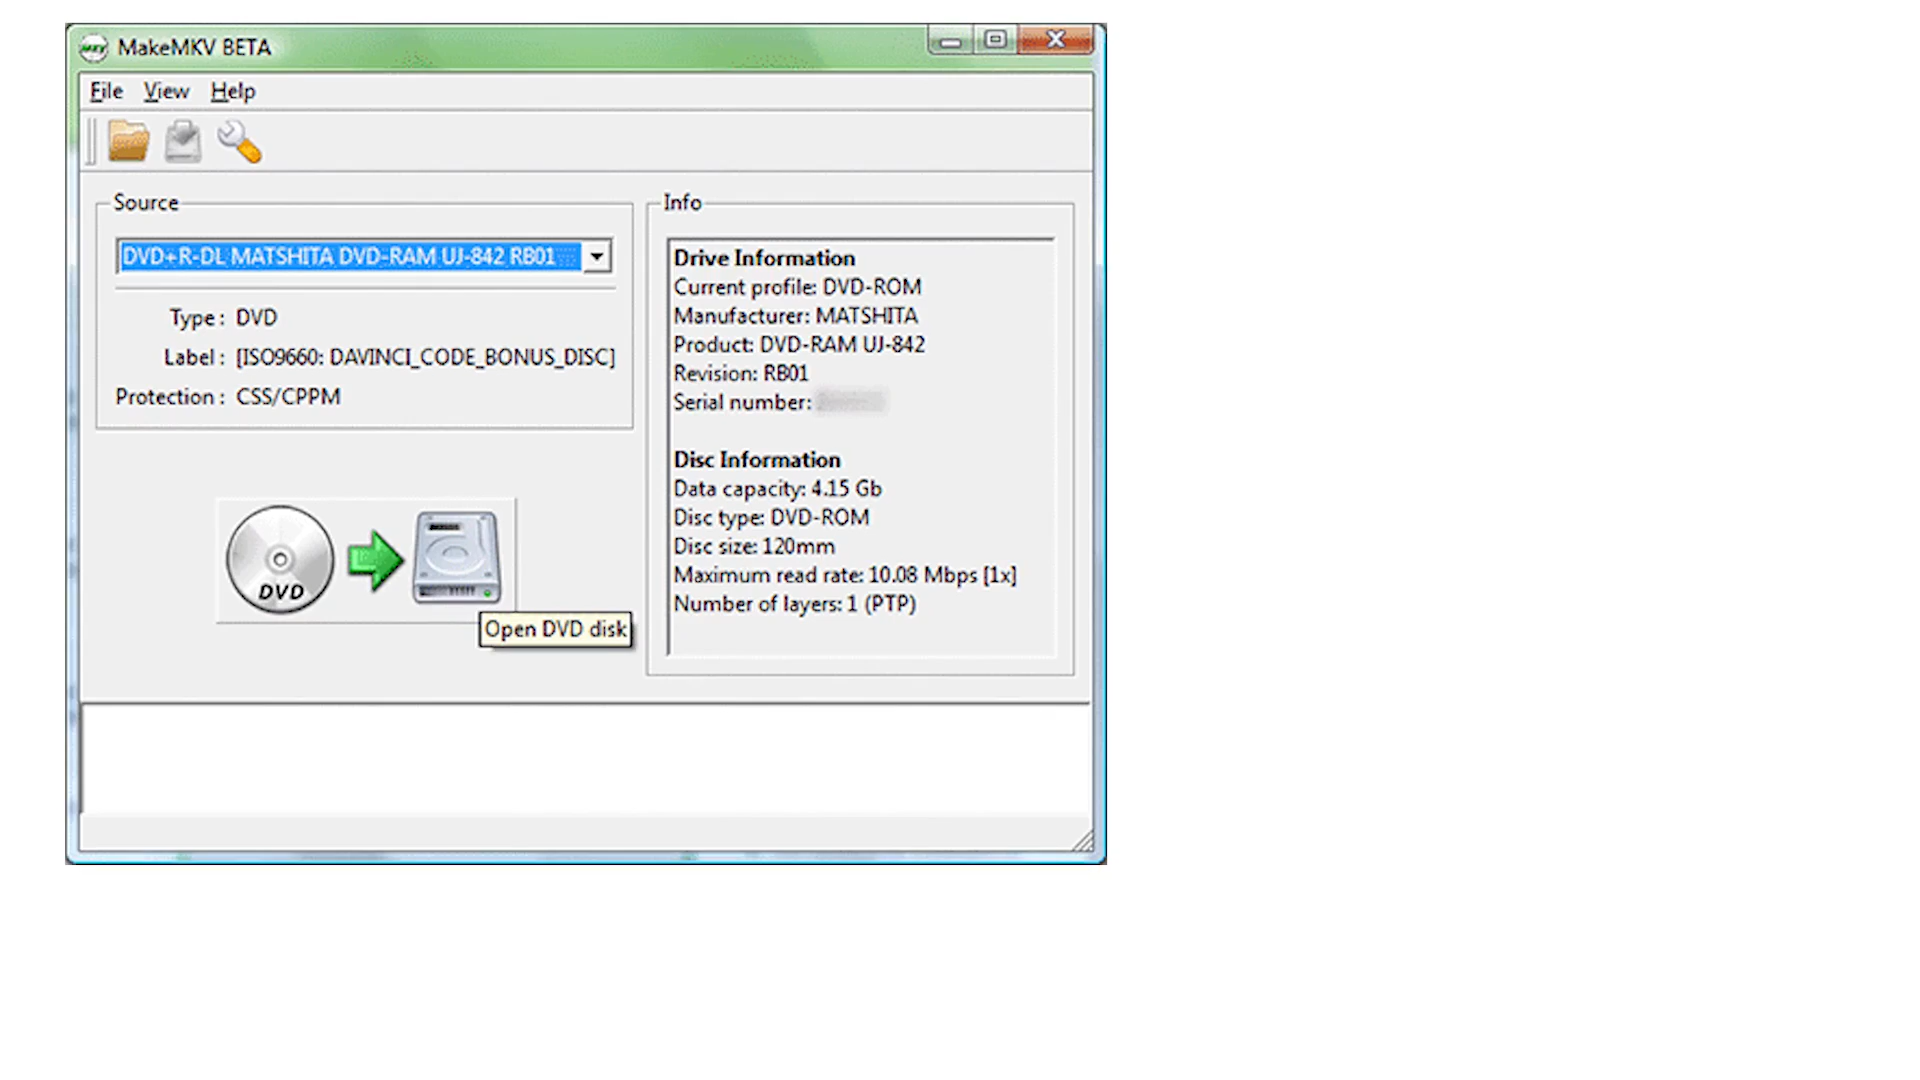 MakeMKV BETA
File View Help
Source
DVD+R-DL MATSHITA DVD-RAM UJ-842 RB01
Type : DVD
Label : [ISO9660: DAVINCI_CODE_BONUS_DISC]
Protection : CSS/CPPM
DVD
Open DVD disk
Info
Drive Information
Current profile: DVD-ROM
Manufacturer: MATSHITA
Product: DVD-RAM UJ-842
Revision: RB01
Serial number:
Disc Information
Data capacity: 4.15 Gb
Disc type: DVD-ROM
Disc size: 120mm
Maximum read rate: 10.08 Mbps [1x]
Number of layers: 1 (PTP)